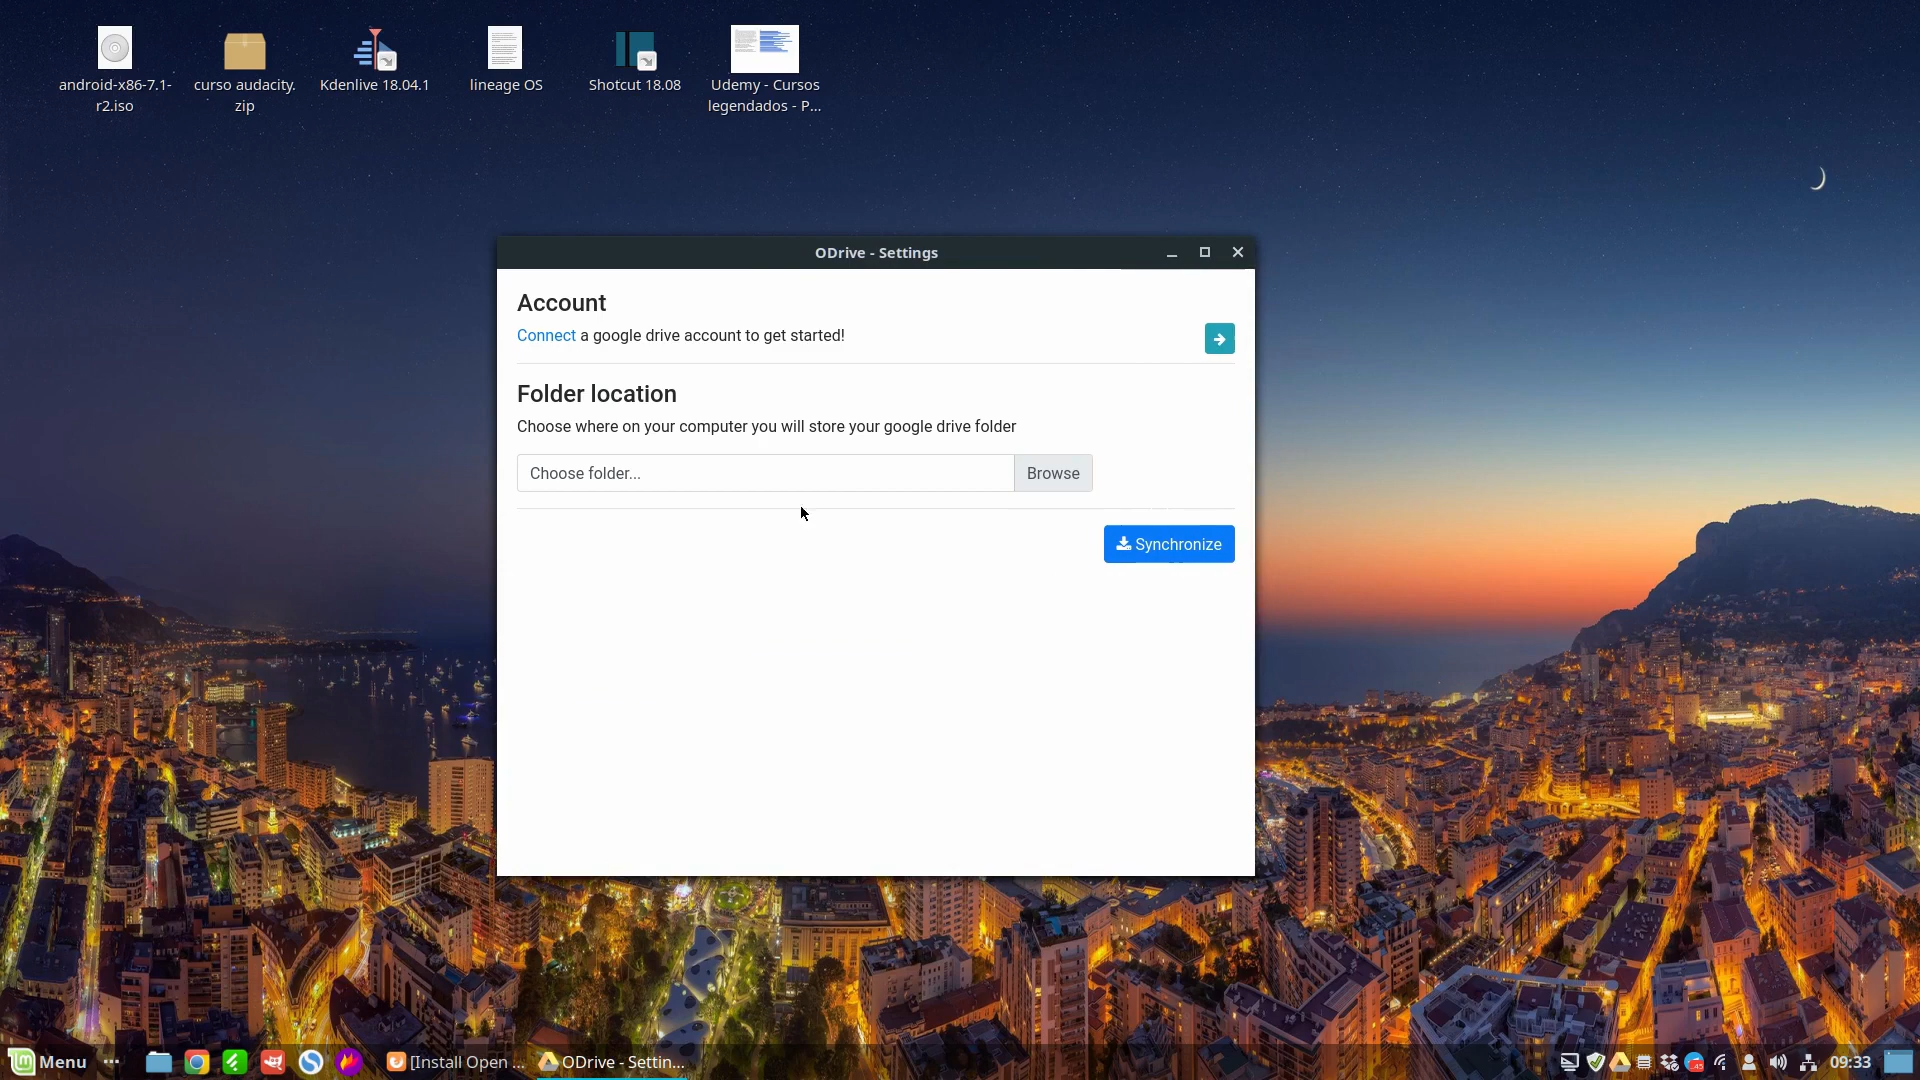 android-x86-7.1-
r2.iso
curso audacity.
zip
Kdenlive 18.04.1
lineage OS
Shotcut 18.08
Udemy - Cursos
legendados - P...
ODrive - Settings
Account
Connect a google drive account to get started!
Folder location
Choose where on your computer you will store your google drive folder
Choose folder...
Browse
Synchronize
Menu
[Install Open ...
ODrive - Settin...
09:33